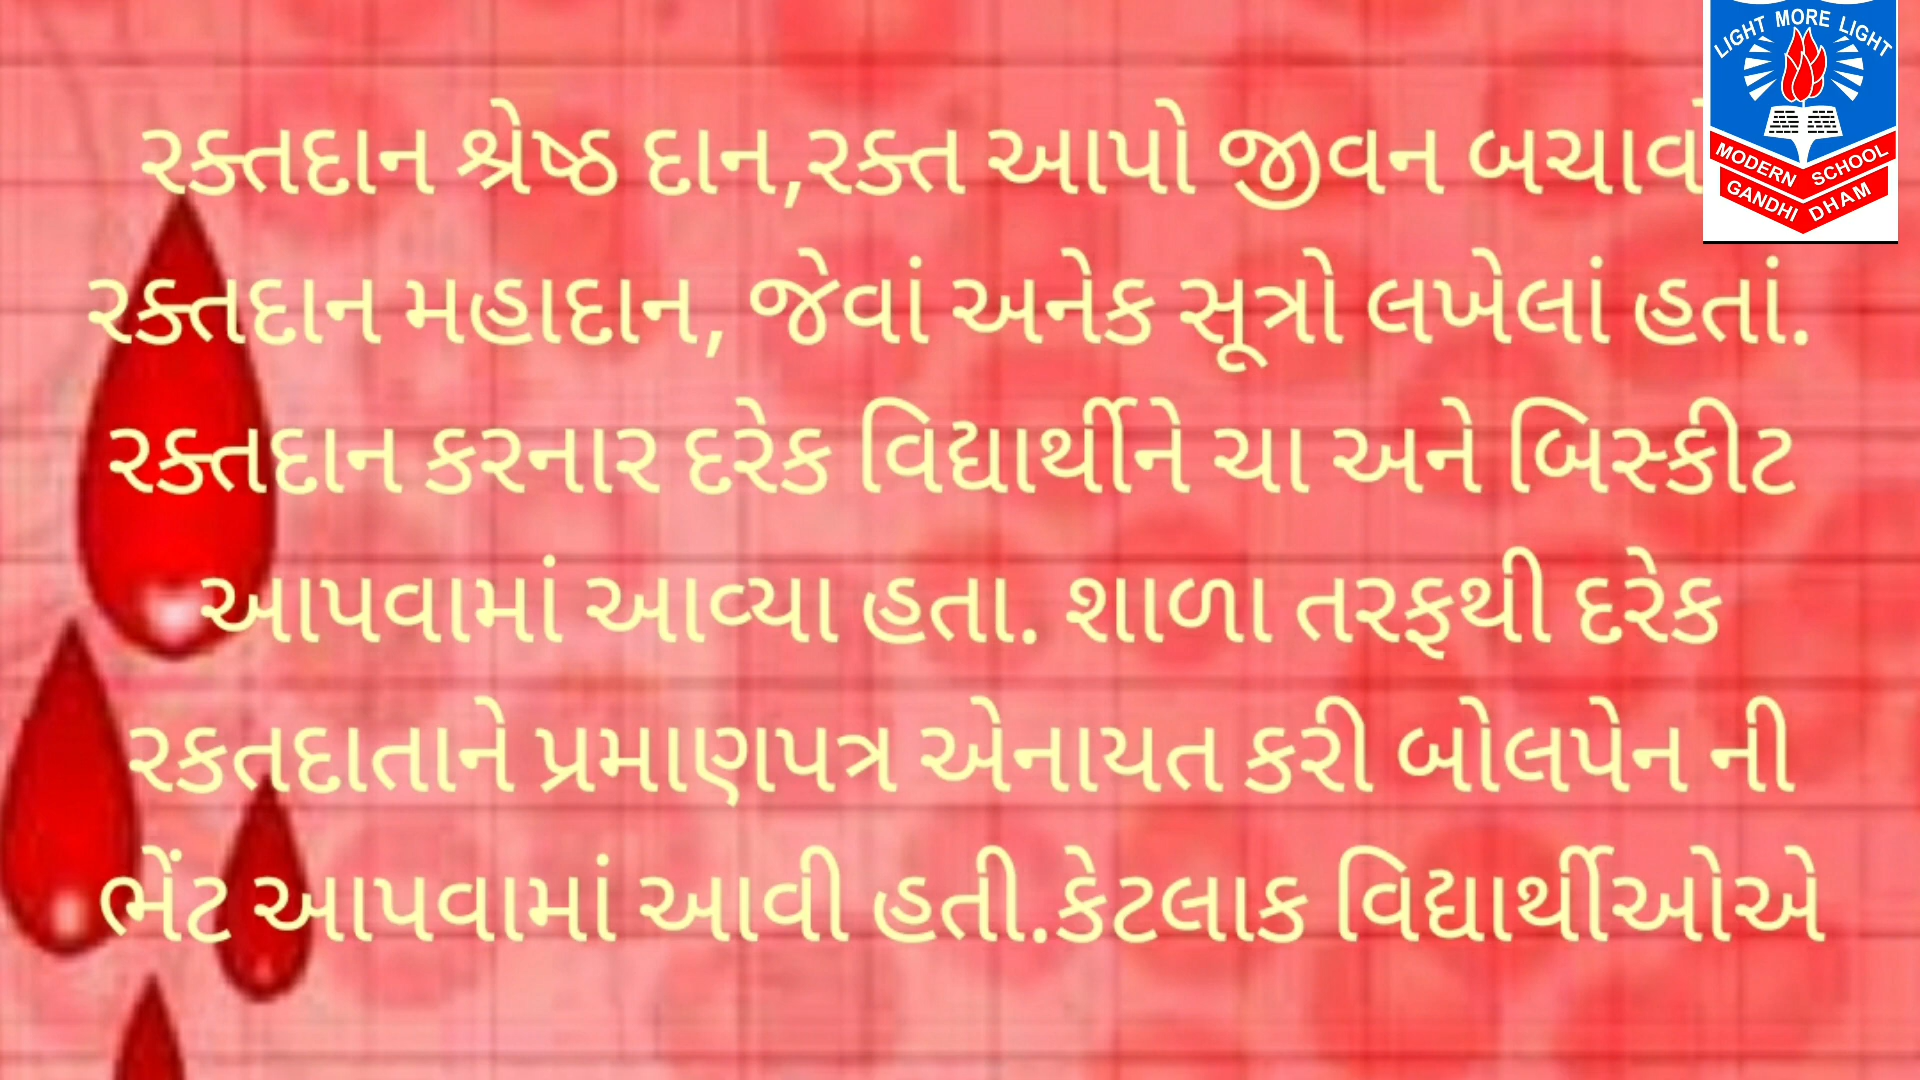 રક્તદાન શ્રેષ્ઠ દાન,રક્ત આપો જીવન બચાવો
રક્તદાન મહાદાન, જેવાં અનેક સૂત્રો લખેલાં હતાં.
રક્તદાન કરનાર દરેક વિદ્યાર્થીને ચા અને બિસ્કીટ
આપવામાં આવ્યા હતા. શાળા તરફથી દરેક
રકતદાતાને પ્રમાણપત્ર એનાયત કરી બોલપેન ની
ભેંટ આપવામાં આવી હતી.કેટલાક વિદ્યાર્થીઓએ
LIGHT MORE LIGHT
MODERN SCHOOL
GANDHI DHAM